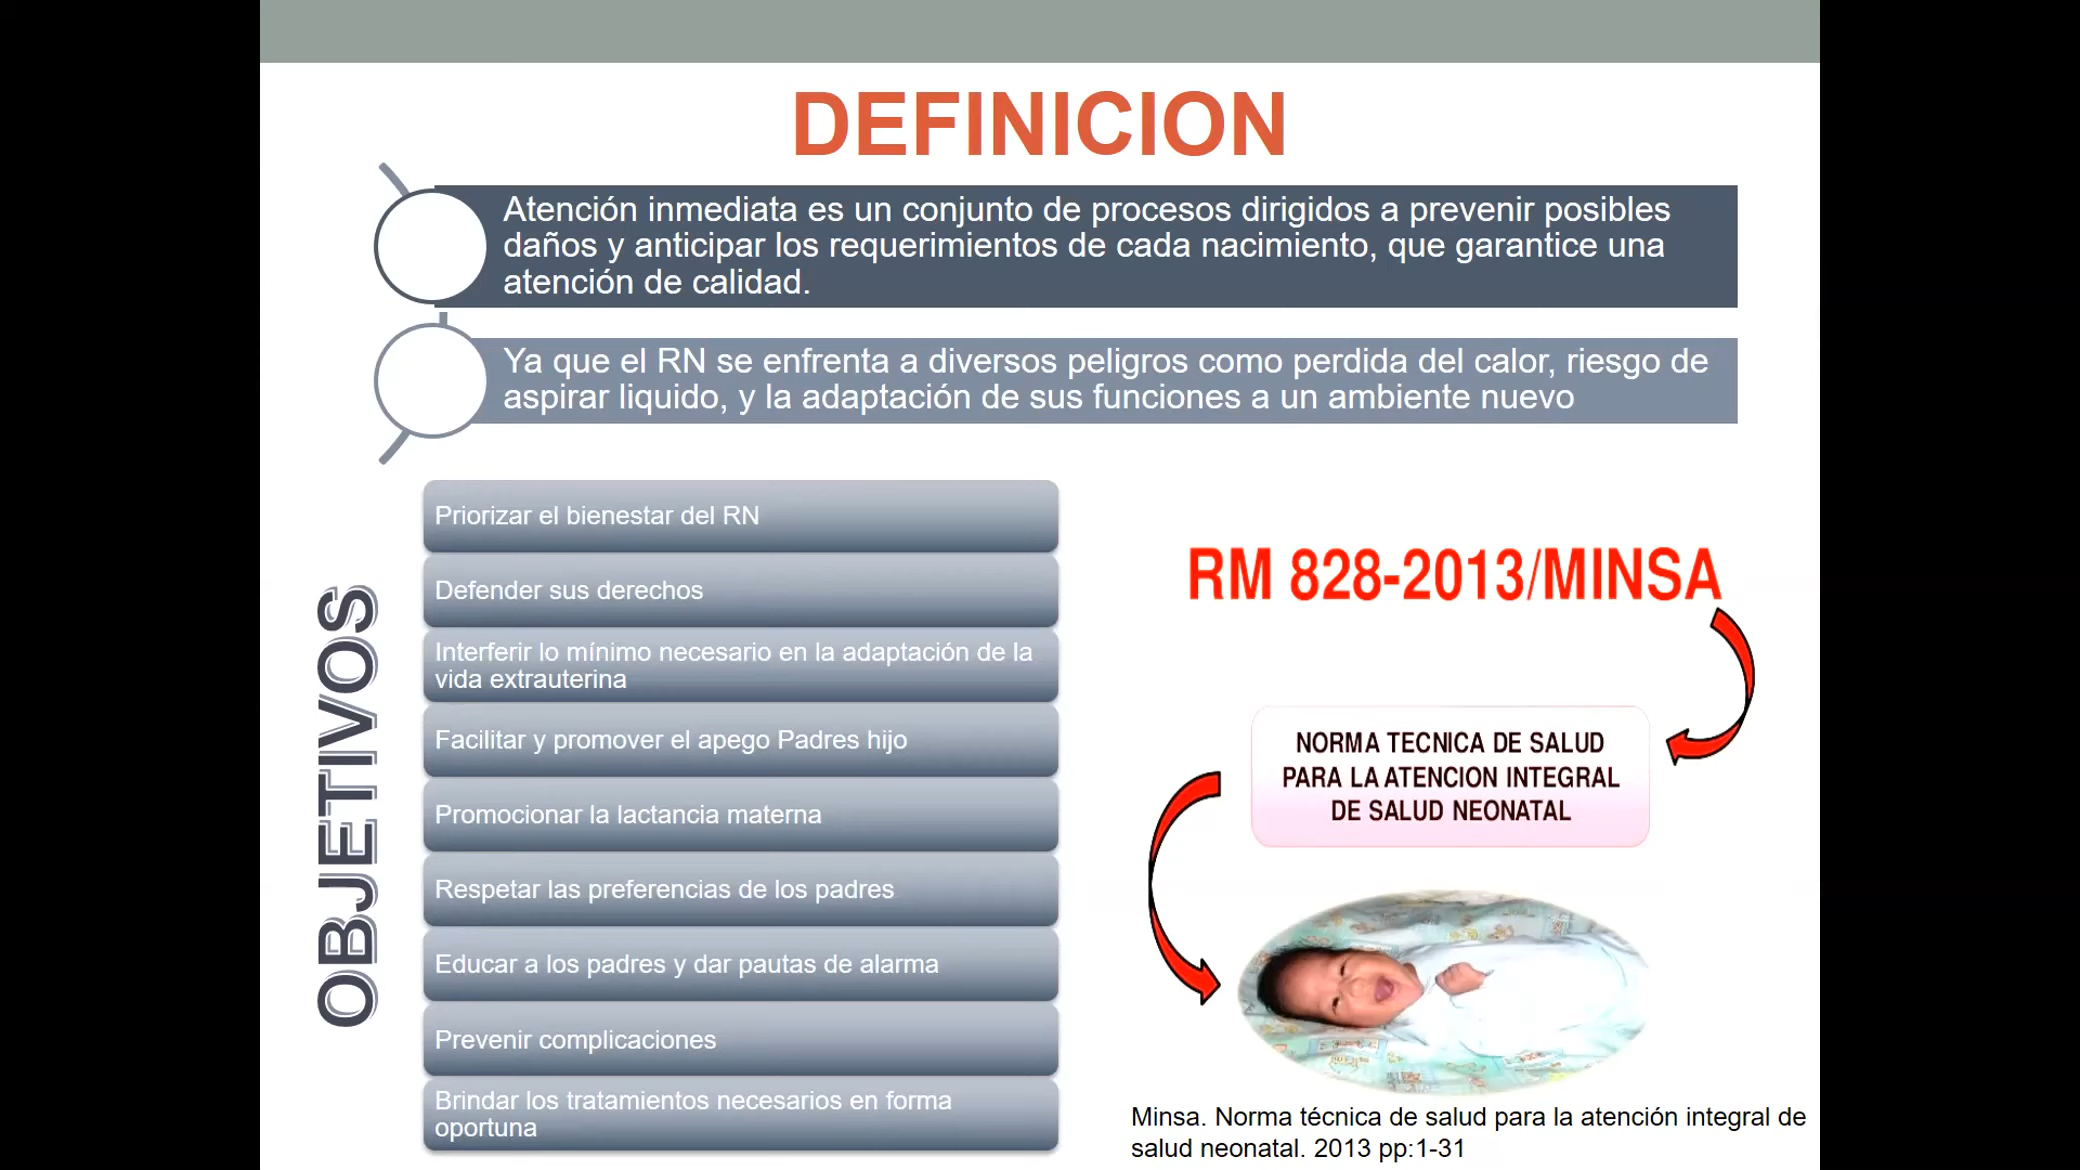 DEFINICION
Atención inmediata es un conjunto de procesos dirigidos a prevenir posibles
daños y anticipar los requerimientos de cada nacimiento, que garantice una
atención de calidad.
Ya que el RN se enfrenta a diversos peligros como perdida del calor, riesgo de
aspirar liquido, y la adaptación de sus funciones a un ambiente nuevo
OBJETIVOS
Priorizar el bienestar del RN
Defender sus derechos
Interferir lo mínimo necesario en la adaptación de la
vida extrauterina
Facilitar y promover el apego Padres hijo
Promocionar la lactancia materna
Respetar las preferencias de los padres
Educar a los padres y dar pautas de alarma
Prevenir complicaciones
Brindar los tratamientos necesarios en forma
oportuna
RM 828-2013/MINSA
NORMA TECNICA DE SALUD
PARA LA ATENCION INTEGRAL
DE SALUD NEONATAL
Minsa. Norma técnica de salud para la atención integral de
salud neonatal. 2013 pp:1-31